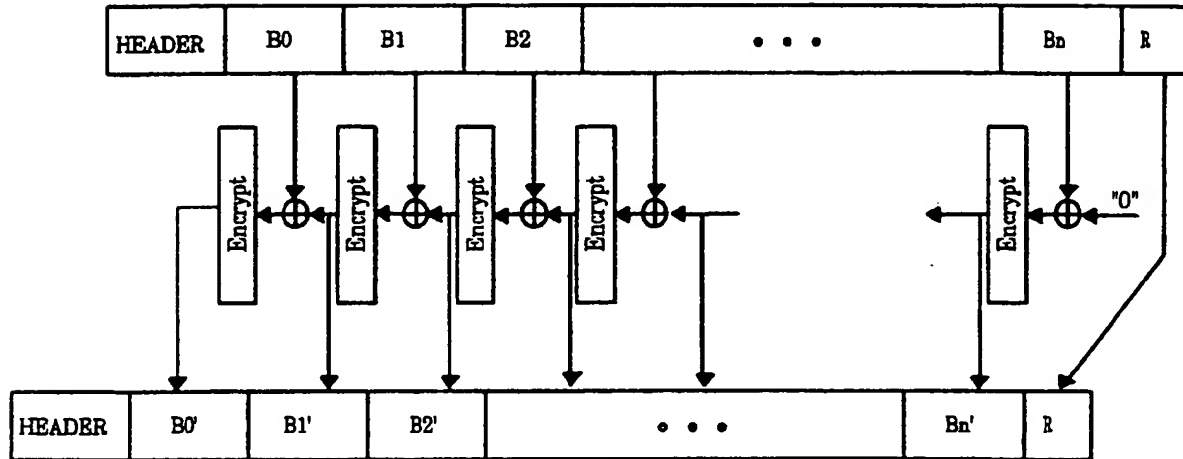 HEADER B0 B1 B2 • • • Bn R
Encrypt Encrypt Encrypt Encrypt Encrypt "0"
HEADER B0' B1' B2' • • • Bn' R